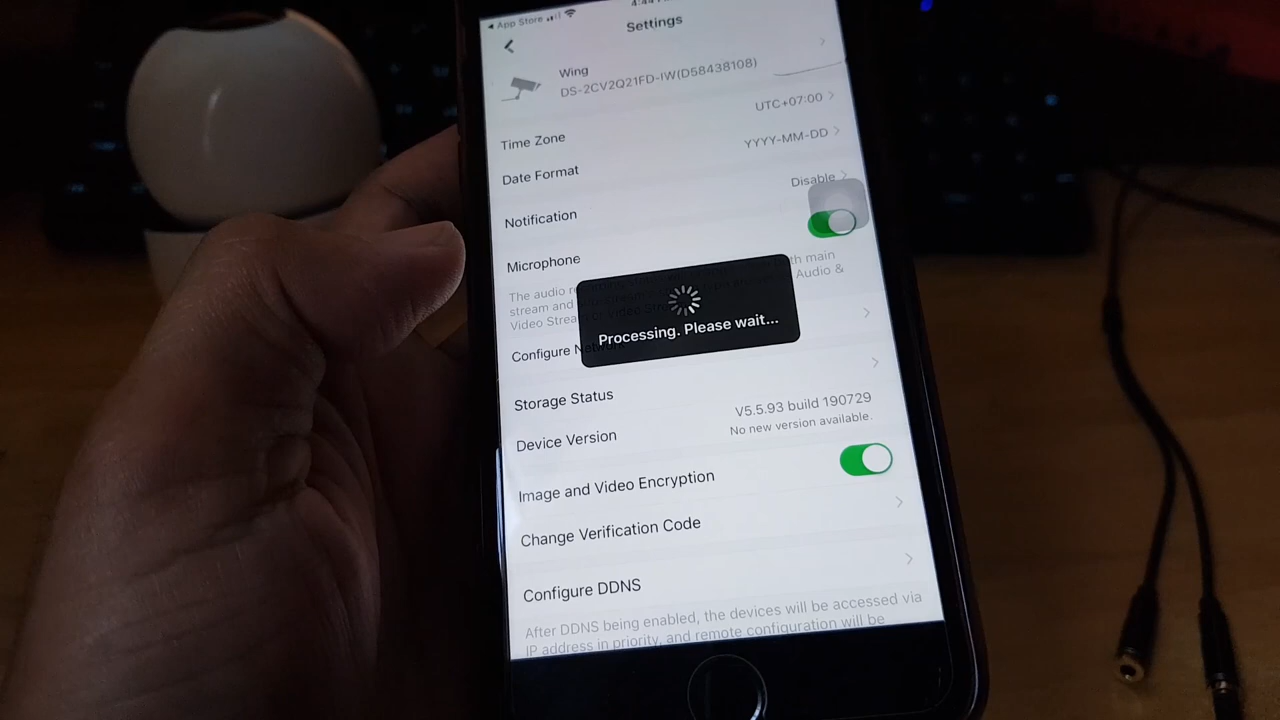 App Store
Settings
Wing
DS-2CV2Q21FD-IW(D58438108)
Time Zone
UTC+07:00
Date Format
YYYY-MM-DD
Notification
Disable
Microphone
Processing. Please wait...
The audio
th main
stream and
Audio &
Video
Configure
Storage Status
Device Version
V5.5.93 build 190729
No new version available.
Image and Video Encryption
Change Verification Code
Configure DDNS
After DDNS being enabled, the devices will be accessed via
IP address in priority, and remote configuration will be